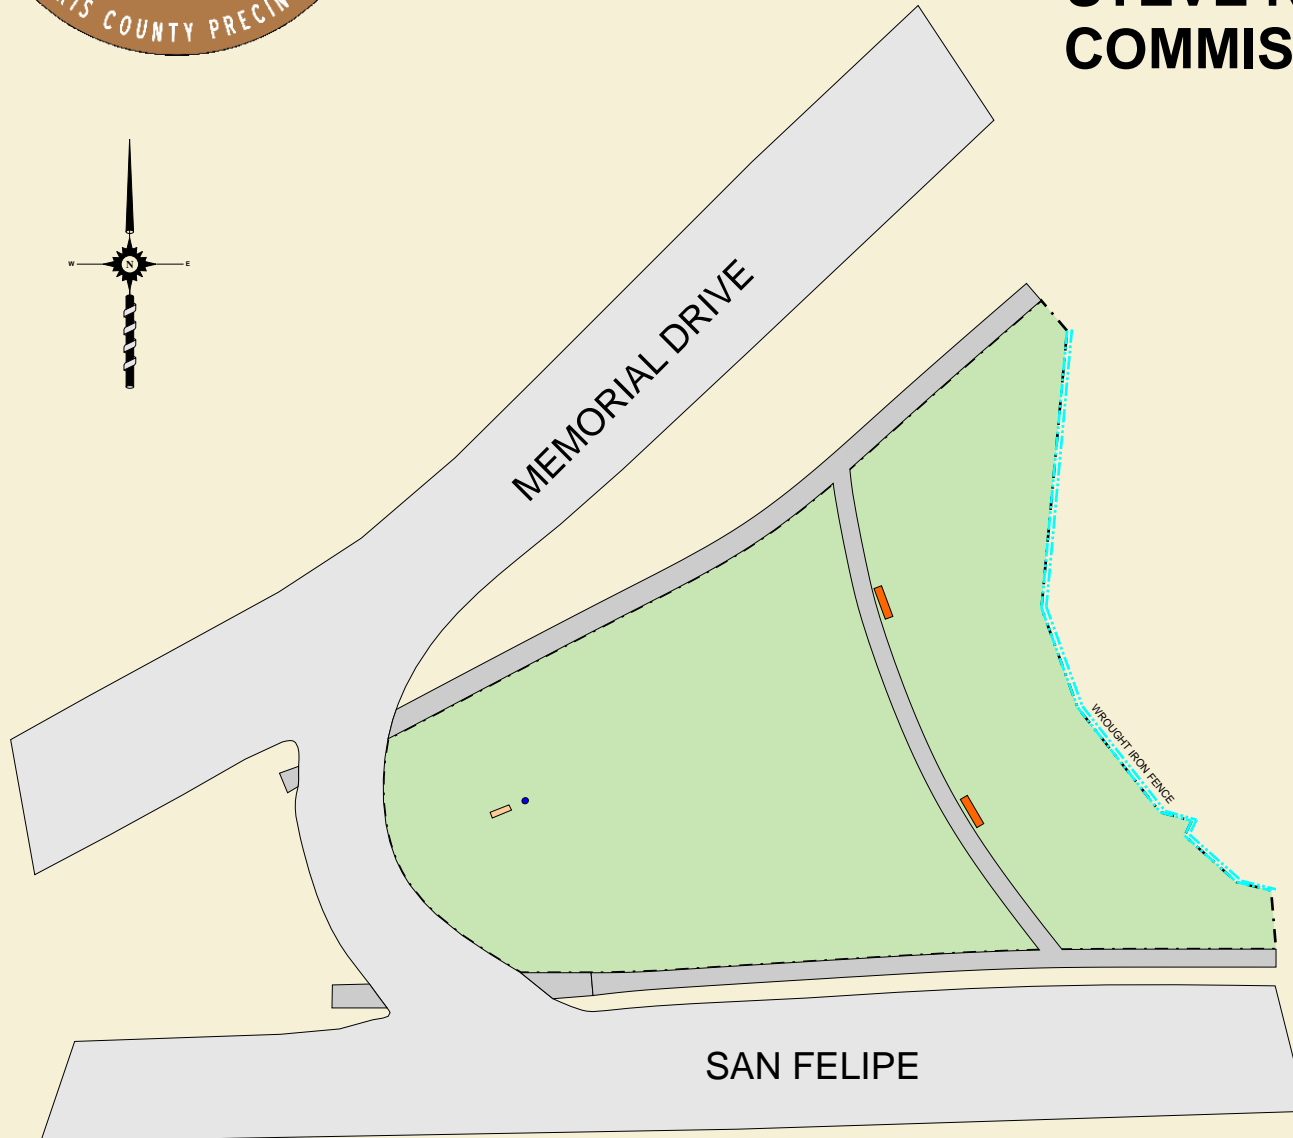 COUNTY PRECIN
COMMIS
W
N
E
MEMORIAL DRIVE
WROUGHT IRON FENCE
SAN FELIPE